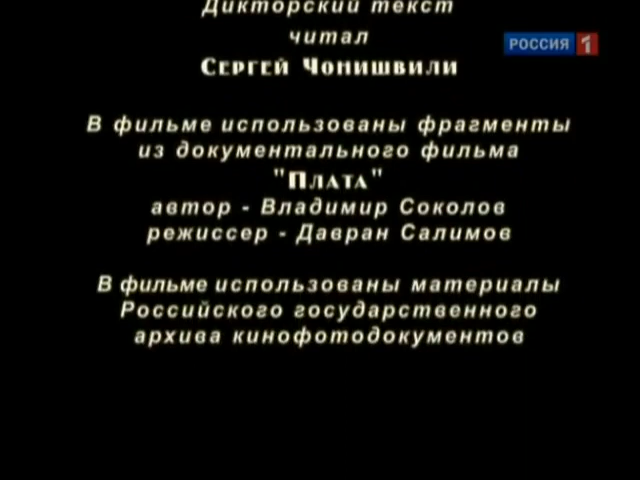 Дикторский текст
читал
Сергей Чонишвили
РОССИЯ 1
В фильме использованы фрагменты
из документального фильма
"Плата"
автор - Владимир Соколов
режиссер - Давран Салимов
В фильме использованы материалы
Российского государственного
архива кинофотодокументов